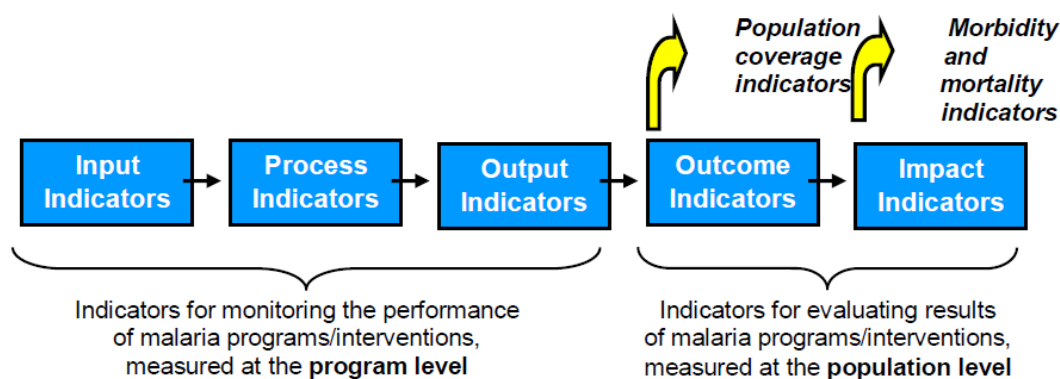 Population
coverage
indicators
Morbidity
and
mortality
indicators
Input
Indicators
Process
Indicators
Output
Indicators
Outcome
Indicators
Impact
Indicators
Indicators for monitoring the performance
of malaria programs/interventions,
measured at the program level
Indicators for evaluating results
of malaria programs/interventions,
measured at the population level